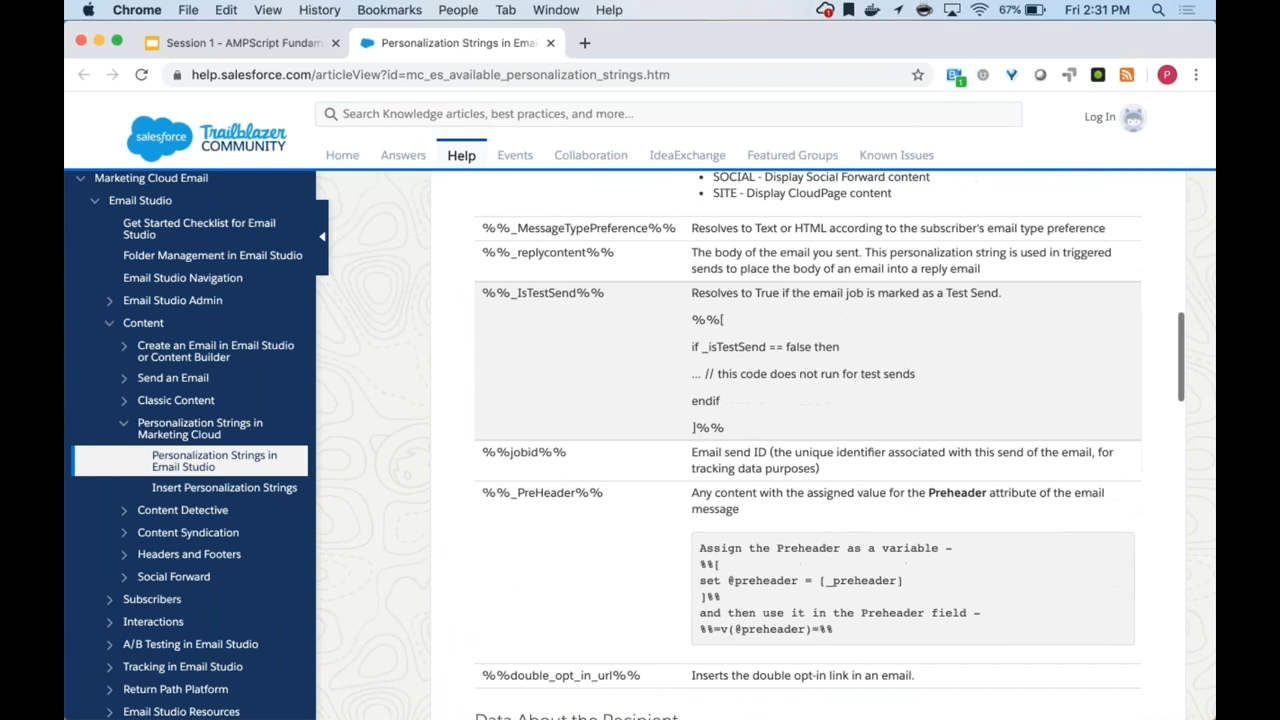 Chrome File Edit View History Bookmarks People Tab Window Help 67% Fri 2:31 PM
Session 1 - AMPScript Fundam Personalization Strings in Emai
help.salesforce.com/articleView?id=mc_es_available_personalization_strings.htm P
salesforce Trailblazer COMMUNITY
Search Knowledge articles, best practices, and more...
Log In
Home Answers Help Events Collaboration IdeaExchange Featured Groups Known Issues
Marketing Cloud Email
Email Studio
Get Started Checklist for Email
Studio
Folder Management in Email Studio
Email Studio Navigation
Email Studio Admin
Content
Create an Email in Email Studio
or Content Builder
Send an Email
Classic Content
Personalization Strings in
Marketing Cloud
Personalization Strings in
Email Studio
Insert Personalization Strings
Content Detective
Content Syndication
Headers and Footers
Social Forward
Subscribers
Interactions
A/B Testing in Email Studio
Tracking in Email Studio
Return Path Platform
Email Studio Resources
SOCIAL - Display Social Forward content
SITE - Display CloudPage content
%%_MessageTypePreference%% Resolves to Text or HTML according to the subscriber's email type preference
%%_replycontent%% The body of the email you sent. This personalization string is used in triggered
sends to place the body of an email into a reply email
%%_IsTestSend%% Resolves to True if the email job is marked as a Test Send.
%%[
if _isTestSend == false then
... // this code does not run for test sends
endif
]%%
%%jobid%% Email send ID (the unique identifier associated with this send of the email, for
tracking data purposes)
%%_PreHeader%% Any content with the assigned value for the Preheader attribute of the email
message
Assign the Preheader as a variable -
%%[
set @preheader = [_preheader]
]%%
and then use it in the Preheader field -
%%=v(@preheader)=%%
%%double_opt_in_url%% Inserts the double opt-in link in an email.
Data About the Recipient